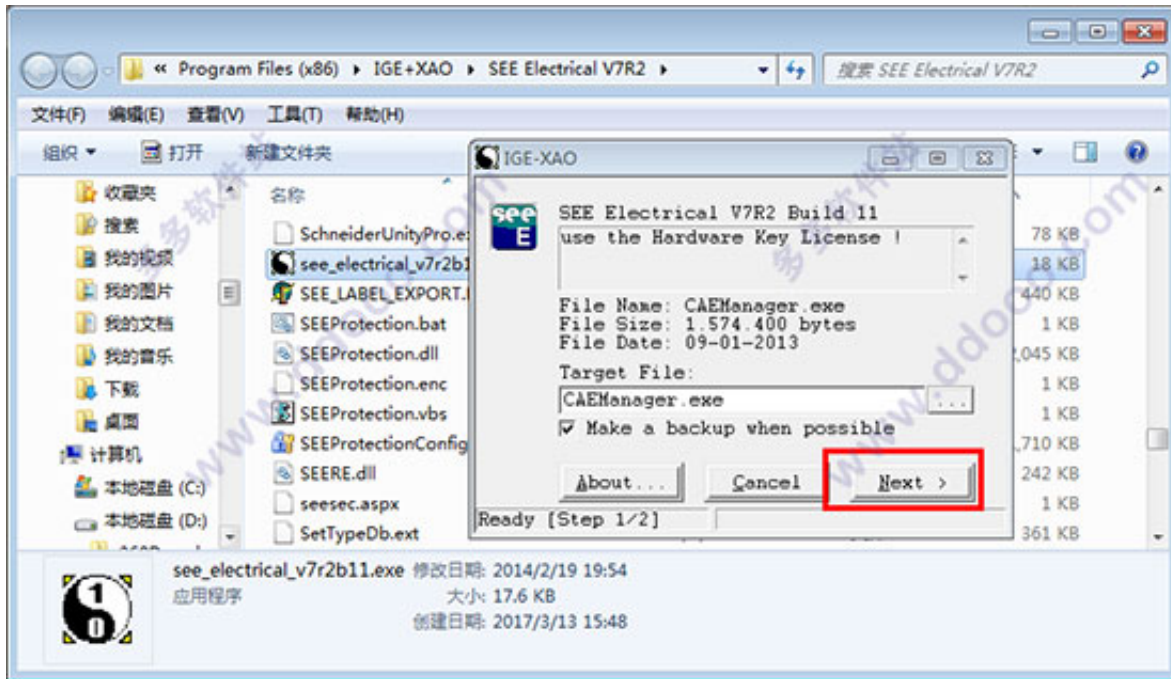 « Program Files (x86) ▸ IGE+XAO ▸ SEE Electrical V7R2 ▸
搜索 SEE Electrical V7R2
文件(F) 编辑(E) 查看(V) 工具(T) 帮助(H)
组织 打开 新建文件夹
收藏夹
搜索
我的视频
我的图片
我的文档
我的音乐
下载
桌面
计算机
本地磁盘 (C:)
本地磁盘 (D:)
名称
SchneiderUnityPro.e
78 KB
see_electrical_v7r2b1
18 KB
SEE_LABEL_EXPORT.
440 KB
SEEProtection.bat
1 KB
SEEProtection.dll
,045 KB
SEEProtection.enc
1 KB
SEEProtection.vbs
1 KB
SEEProtectionConfig
,710 KB
SEERE.dll
242 KB
seesec.aspx
1 KB
SetTypeDb.ext
361 KB
IGE-XAO
see E
SEE Electrical V7R2 Build 11
use the Hardware Key License !
File Name: CAEManager.exe
File Size: 1.574.400 bytes
File Date: 09-01-2013
Target File:
CAEManager.exe
...
Make a backup when possible
About... Cancel Next >
Ready [Step 1/2]
see_electrical_v7r2b11.exe 修改日期: 2014/2/19 19:54
应用程序 大小: 17.6 KB
创建日期: 2017/3/13 15:48
多多软件站
www.ddooo.com